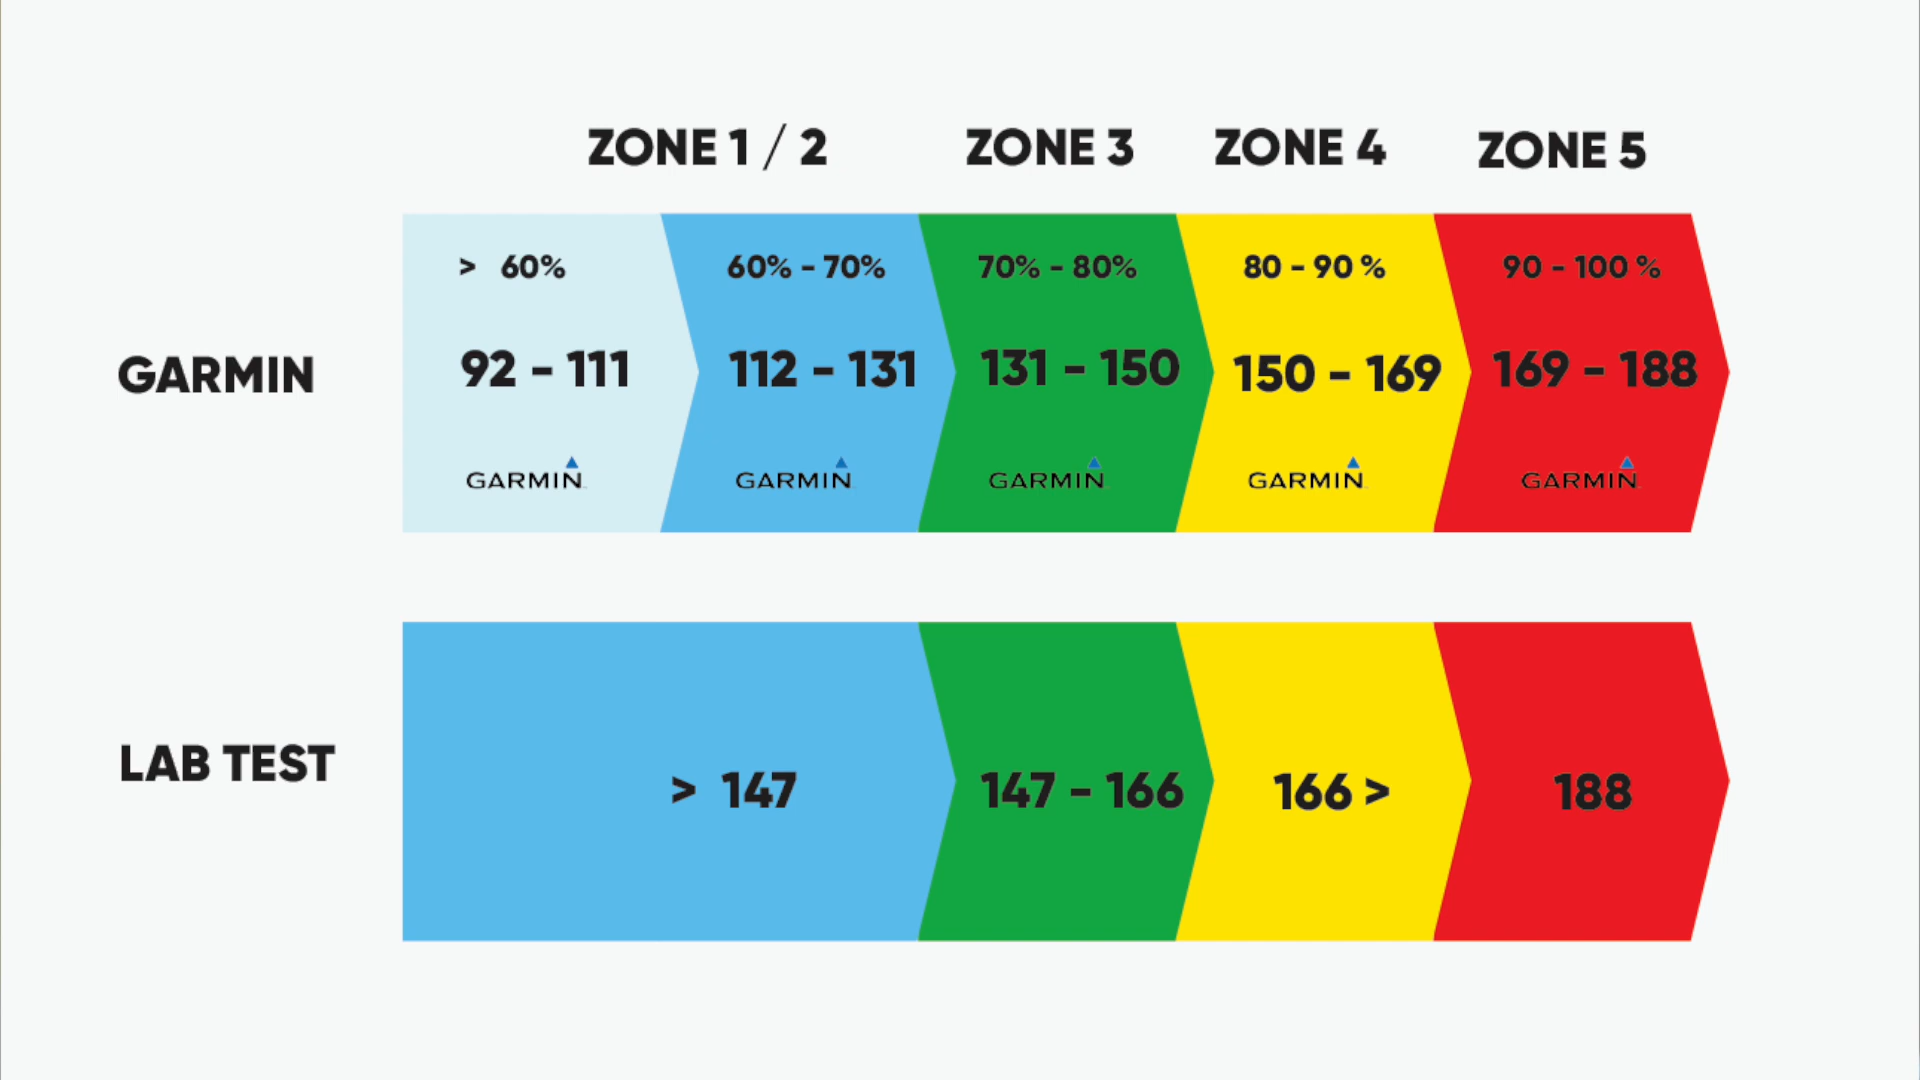 ZONE 1 / 2 ZONE 3 ZONE 4 ZONE 5
> 60% 60% - 70% 70% - 80% 80 - 90 % 90 - 100 %
GARMIN 92 - 111 112 - 131 131 - 150 150 - 169 169 - 188
GARMIN GARMIN GARMIN GARMIN GARMIN
LAB TEST > 147 147 - 166 166 > 188